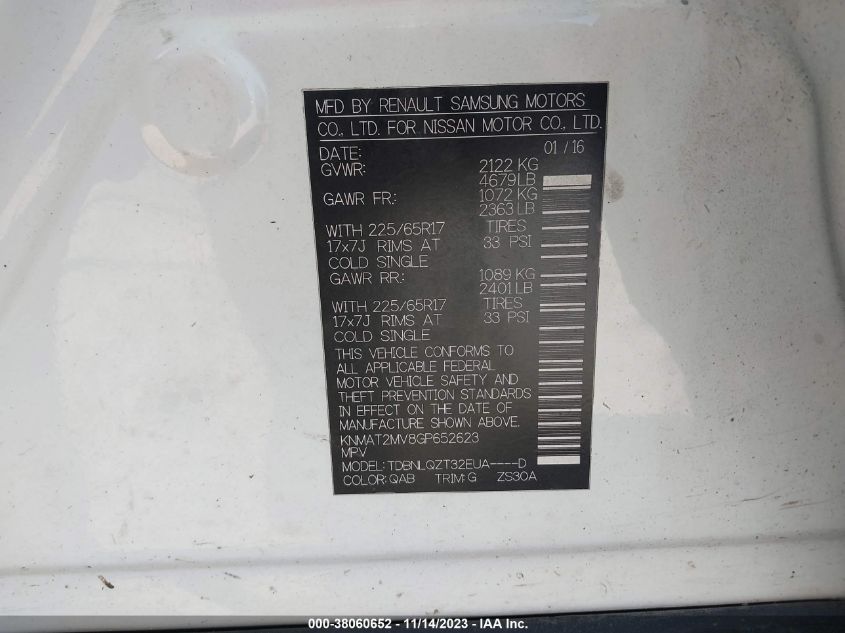 MFD BY RENAULT SAMSUNG MOTORS
CO., LTD. FOR NISSAN MOTOR CO., LTD.
DATE: 01 / 16
GVWR: 2122 KG
4679LB
GAWR FR: 1072 KG
2363 LB
WITH 225/65R17 TIRES
17x7J RIMS AT 33 PSI
COLD SINGLE
GAWR RR: 1089 KG
2401 LB
WITH 225/65R17 TIRES
17x7J RIMS AT 33 PSI
COLD SINGLE
THIS VEHICLE CONFORMS TO
ALL APPLICABLE FEDERAL
MOTOR VEHICLE SAFETY AND
THEFT PREVENTION STANDARDS
IN EFFECT ON THE DATE OF
MANUFACTURE SHOWN ABOVE.
KNMAT2MV8GP652623
MPV
MODEL: TDBNLQZT32EUA----D
COLOR: QAB TRIM: G ZS30A
000-38060652 - 11/14/2023 - IAA Inc.